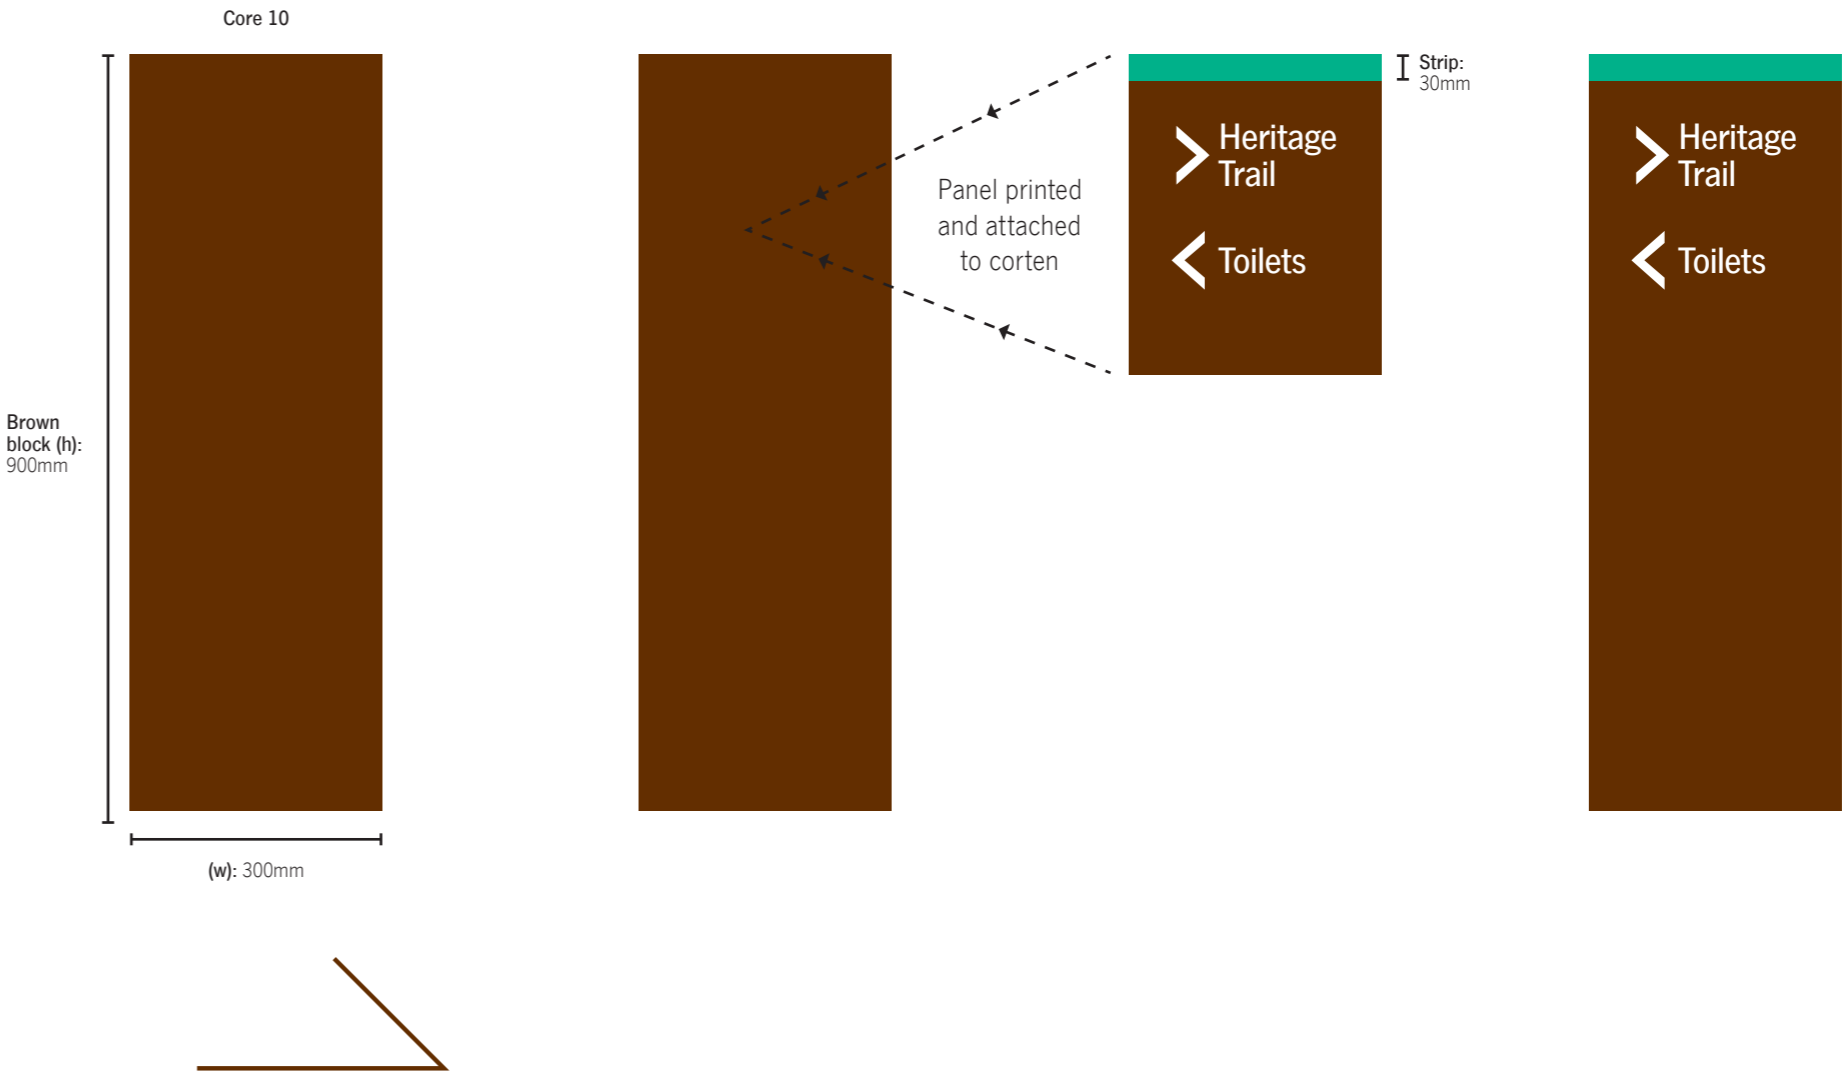 Core 10
Brown
block (h):
900mm
(w): 300mm
Panel printed
and attached
to corten
Heritage
Trail
Toilets
Strip:
30mm
Heritage
Trail
Toilets